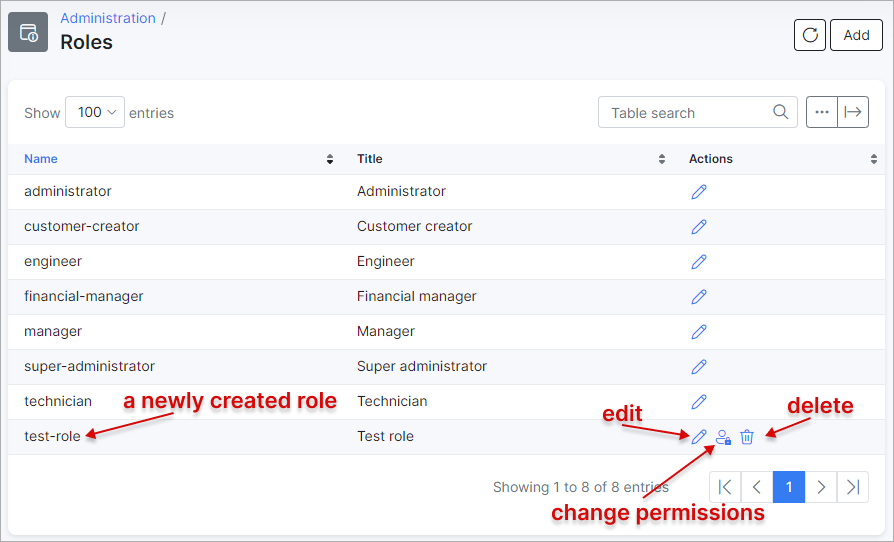 Administration /
Roles
Add
Show 100 entries
Table search
Name Title Actions
administrator Administrator
customer-creator Customer creator
engineer Engineer
financial-manager Financial manager
manager Manager
super-administrator Super administrator
technician Technician
a newly created role
edit
delete
test-role Test role
Showing 1 to 8 of 8 entries
1
change permissions